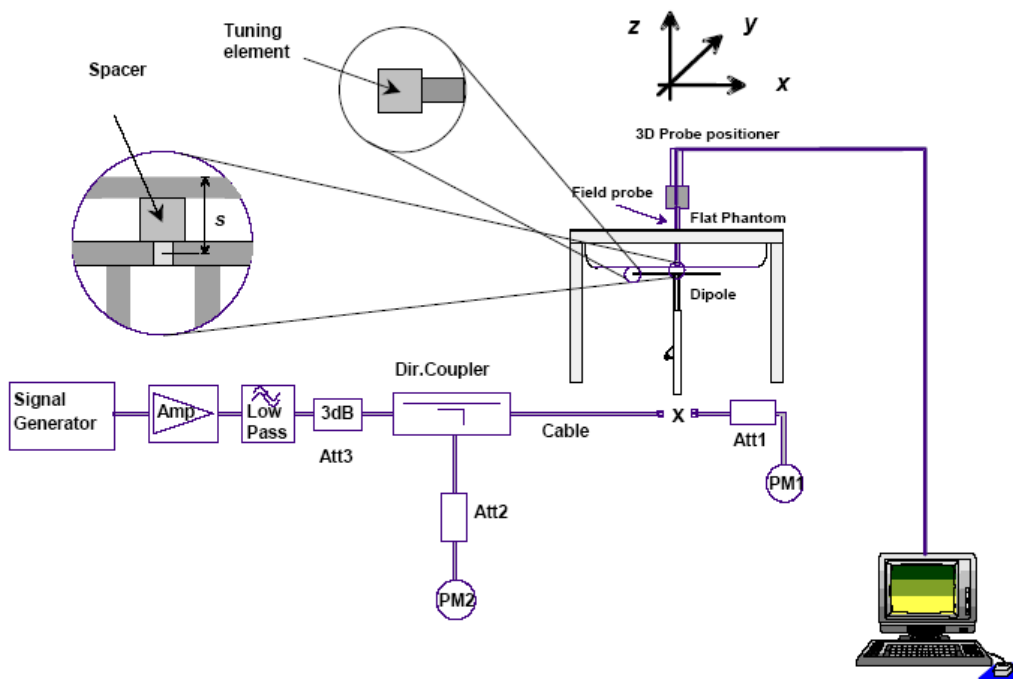 Tuning
element
Spacer
z
y
x
3D Probe positioner
Field probe
Flat Phantom
s
Dipole
Dir.Coupler
Signal
Generator
Amp
Low
Pass
3dB
Att3
Cable
X
Att1
PM1
Att2
PM2